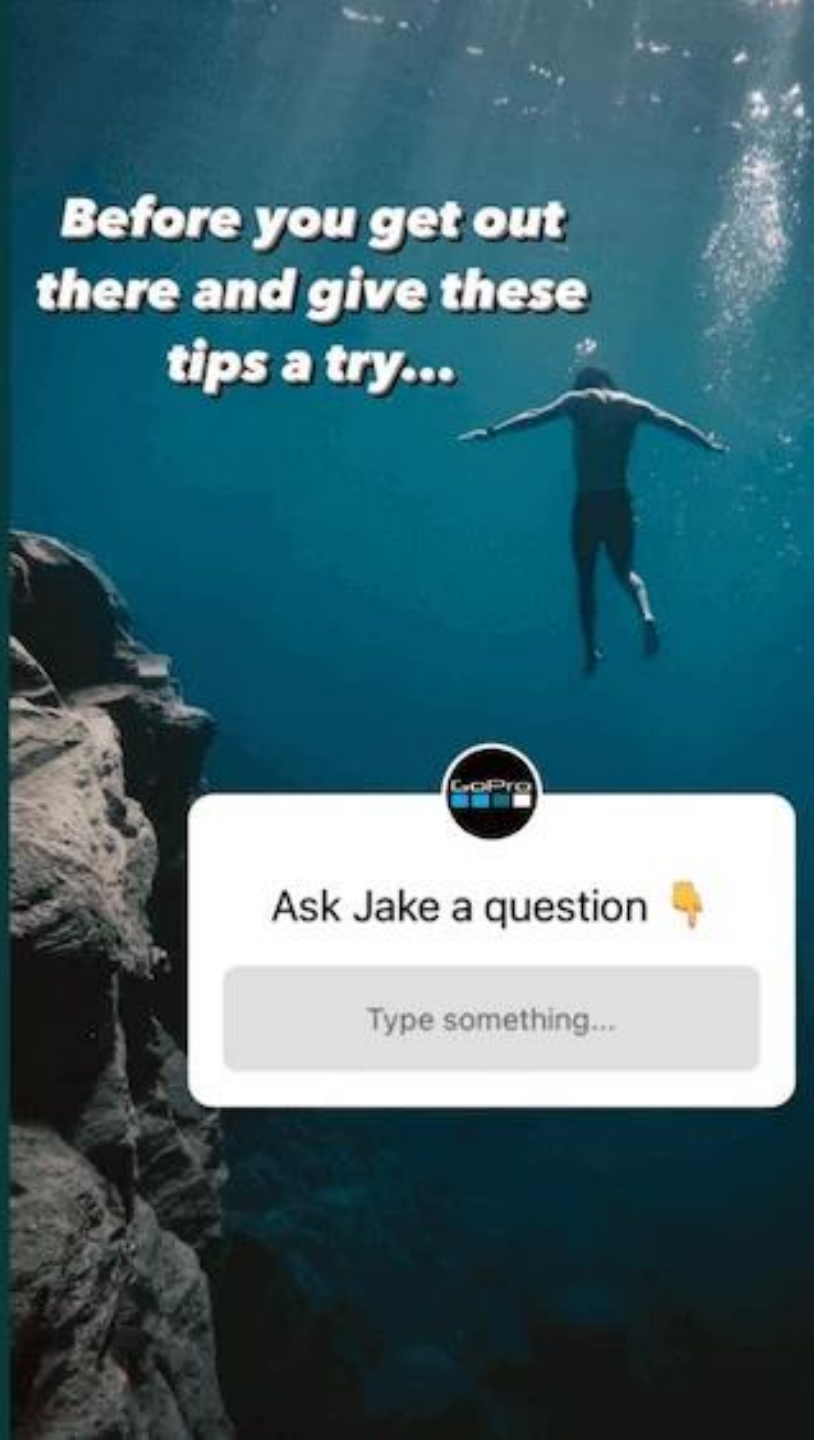 Before you get out
there and give these
tips a try...
GoPro
Ask Jake a question 👇
Type something...